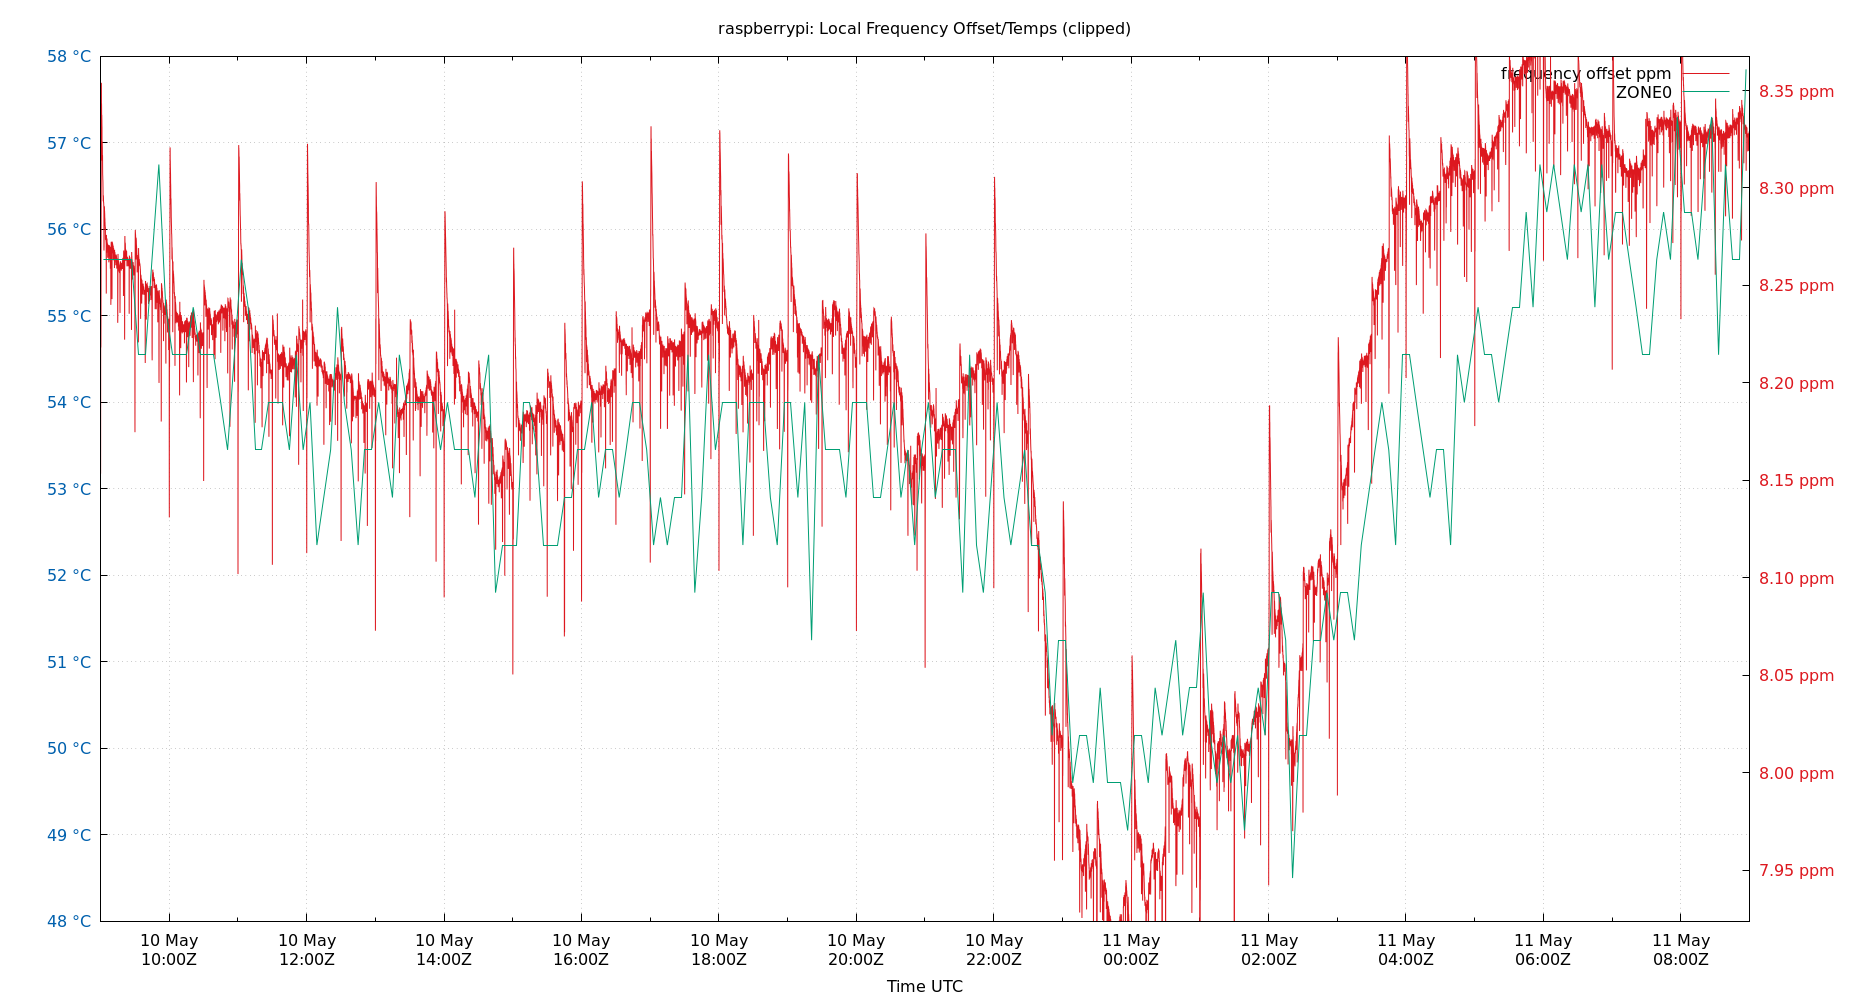 raspberrypi: Local Frequency Offset/Temps (clipped)
frequency offset ppm
ZONE0
58 °C
57 °C
56 °C
55 °C
54 °C
53 °C
52 °C
51 °C
50 °C
49 °C
48 °C
8.35 ppm
8.30 ppm
8.25 ppm
8.20 ppm
8.15 ppm
8.10 ppm
8.05 ppm
8.00 ppm
7.95 ppm
10 May
10:00Z
10 May
12:00Z
10 May
14:00Z
10 May
16:00Z
10 May
18:00Z
10 May
20:00Z
10 May
22:00Z
11 May
00:00Z
11 May
02:00Z
11 May
04:00Z
11 May
06:00Z
11 May
08:00Z
Time UTC